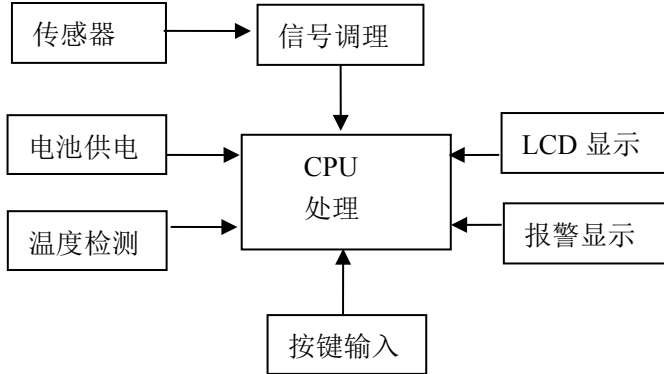 传感器
信号调理
电池供电
CPU
处理
LCD 显示
温度检测
报警显示
按键输入